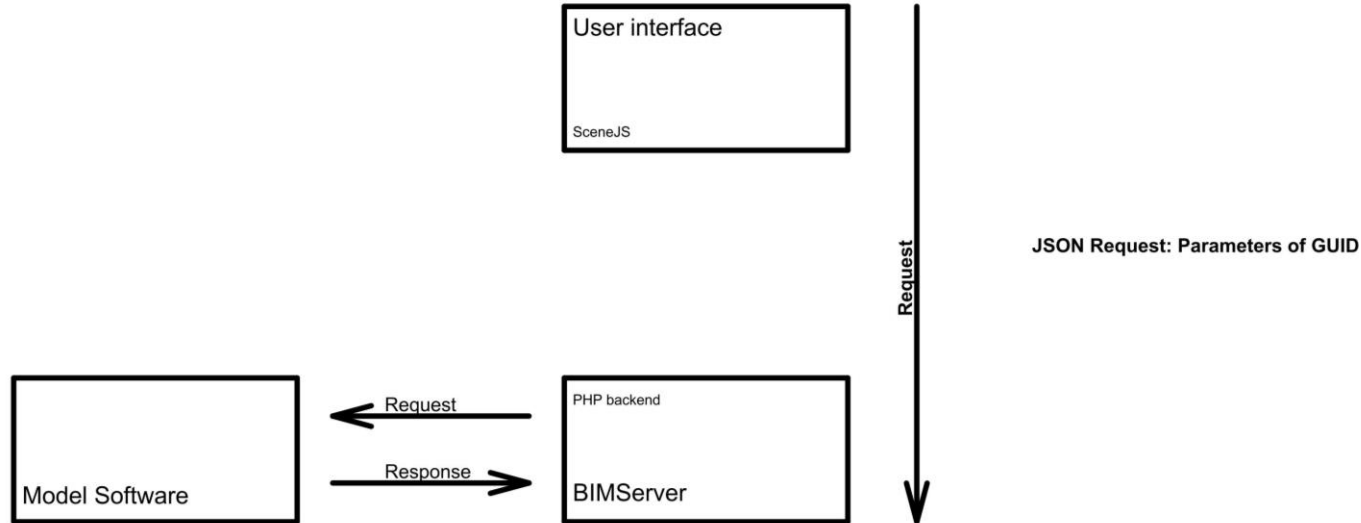 User interface
SceneJS
Request
JSON Request: Parameters of GUID
Request
Response
Model Software
PHP backend
BIMServer